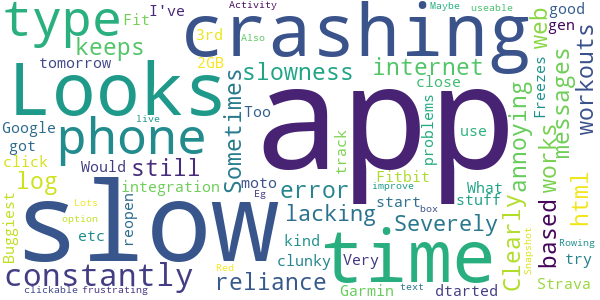 type
Fit
I've
Activity
Maybe
useable
keeps
3rd
crashing
web
good
gen
Also
tomorrow
2GB
Looks
slowness
internet
close
Freezes
messages
workouts
Google
got
phone
Sometimes
Too
live
app
track
problems
use
annoying
works
click
Would
still
log
integration
moto
Eg
Fitbit
improve
What
stuff
error
start
box
Clearly
based
html
Buggiest
Lots
option
slow
reopen
lacking
Severely
etc
kind
clunky
Very
time
Snapshot
Rowing
try
constantly
Red
reliance
Garmin
text
dtarted
Strava
clickable
frustrating